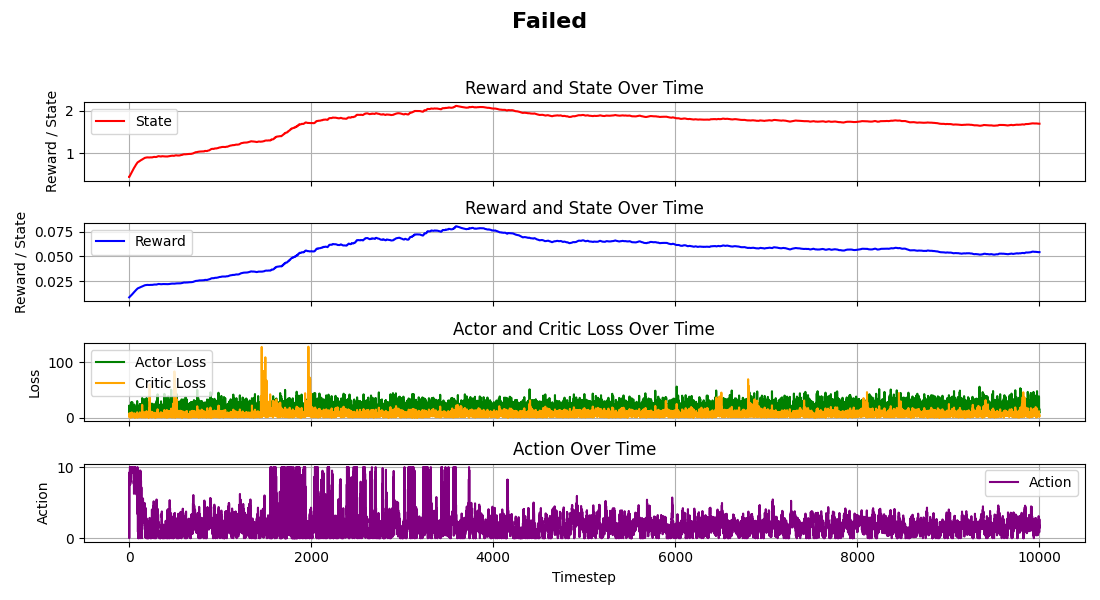 Failed
Reward and State Over Time
Reward / State
2
1
State
Reward and State Over Time
Reward / State
0.075
0.050
0.025
Reward
Actor and Critic Loss Over Time
Loss
100
0
Actor Loss
Critic Loss
Action Over Time
Action
10
0
Action
0 2000 4000 6000 8000 10000
Timestep